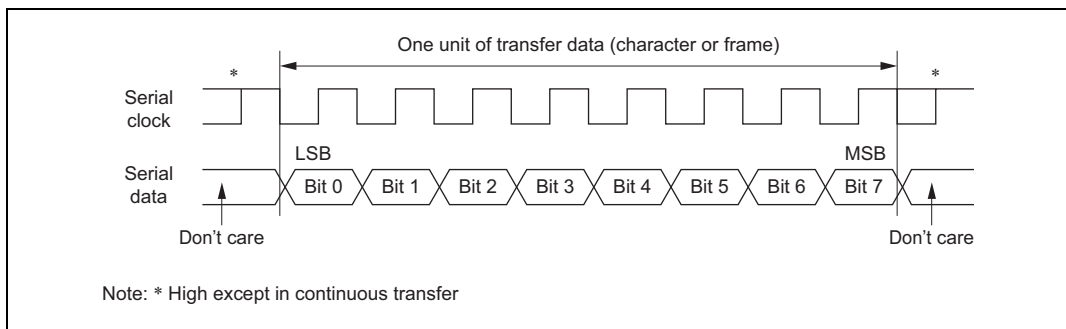 One unit of transfer data (character or frame)
* *
Serial
clock
LSB MSB
Serial
data
Bit 0 Bit 1 Bit 2 Bit 3 Bit 4 Bit 5 Bit 6 Bit 7
Don't care Don't care
Note: * High except in continuous transfer